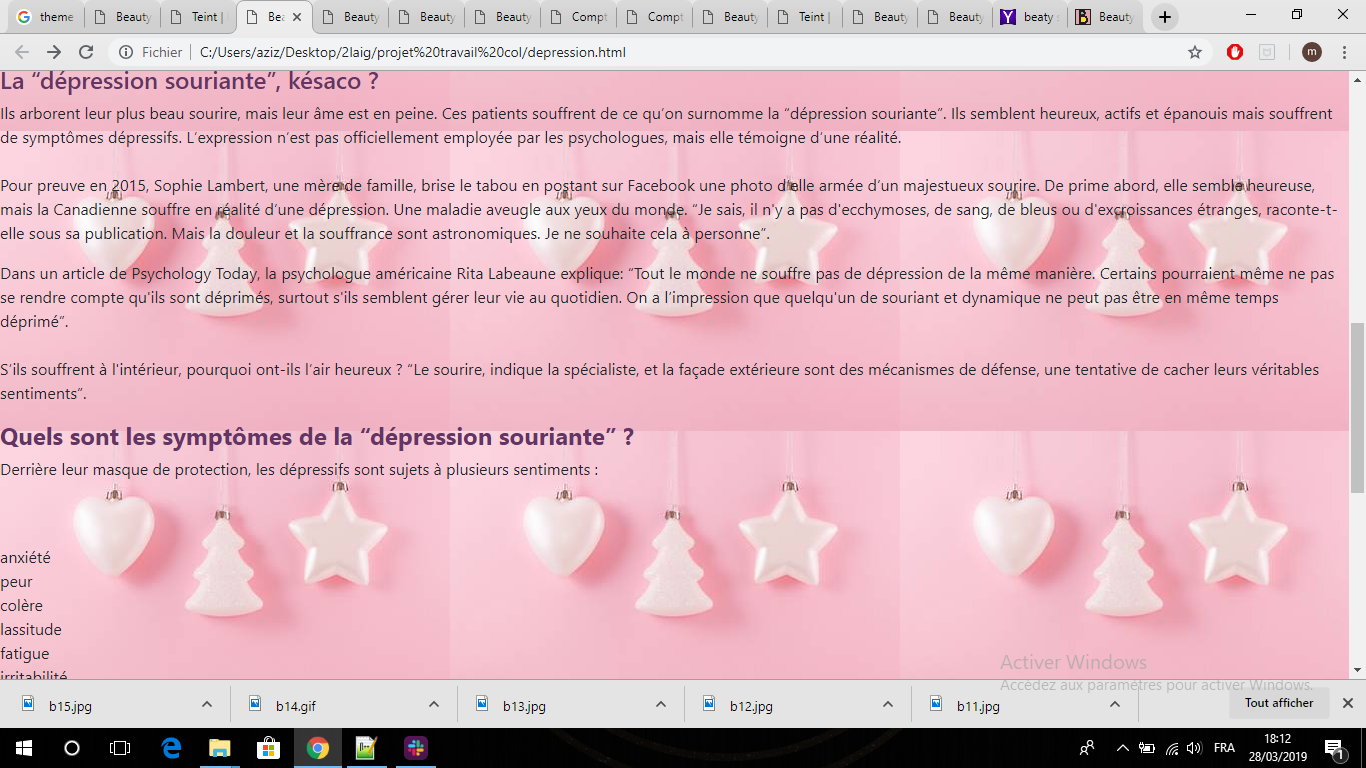 theme
Beauty
Teint |
Bea
Beauty
Beauty
Beauty
Compt
Compt
Beauty
Teint |
Beauty
Beauty
beaty
Beauty
Fichier
C:/Users/aziz/Desktop/2laig/projet%20travail%20col/depression.html
m
La “dépression souriante”, késaco ?
Ils arborent leur plus beau sourire, mais leur âme est en peine. Ces patients souffrent de ce qu’on surnomme la “dépression souriante”. Ils semblent heureux, actifs et épanouis mais souffrent
de symptômes dépressifs. L’expression n’est pas officiellement employée par les psychologues, mais elle témoigne d’une réalité.
Pour preuve en 2015, Sophie Lambert, une mère de famille, brise le tabou en postant sur Facebook une photo d’elle armée d’un majestueux sourire. De prime abord, elle semble heureuse,
mais la Canadienne souffre en réalité d’une dépression. Une maladie aveugle aux yeux du monde. “Je sais, il n'y a pas d'ecchymoses, de sang, de bleus ou d'excroissances étranges, raconte-t-
elle sous sa publication. Mais la douleur et la souffrance sont astronomiques. Je ne souhaite cela à personne”.
Dans un article de Psychology Today, la psychologue américaine Rita Labeaune explique: “Tout le monde ne souffre pas de dépression de la même manière. Certains pourraient même ne pas
se rendre compte qu'ils sont déprimés, surtout s'ils semblent gérer leur vie au quotidien. On a l’impression que quelqu'un de souriant et dynamique ne peut pas être en même temps
déprimé”.
S’ils souffrent à l'intérieur, pourquoi ont-ils l’air heureux ? “Le sourire, indique la spécialiste, et la façade extérieure sont des mécanismes de défense, une tentative de cacher leurs véritables
sentiments”.
Quels sont les symptômes de la “dépression souriante” ?
Derrière leur masque de protection, les dépressifs sont sujets à plusieurs sentiments :
anxiété
peur
colère
lassitude
fatigue
irritabilité
Activer Windows
Accédez aux paramètres pour activer Windows.
b15.jpg
b14.gif
b13.jpg
b12.jpg
b11.jpg
Tout afficher
FRA
18:12
28/03/2019
1